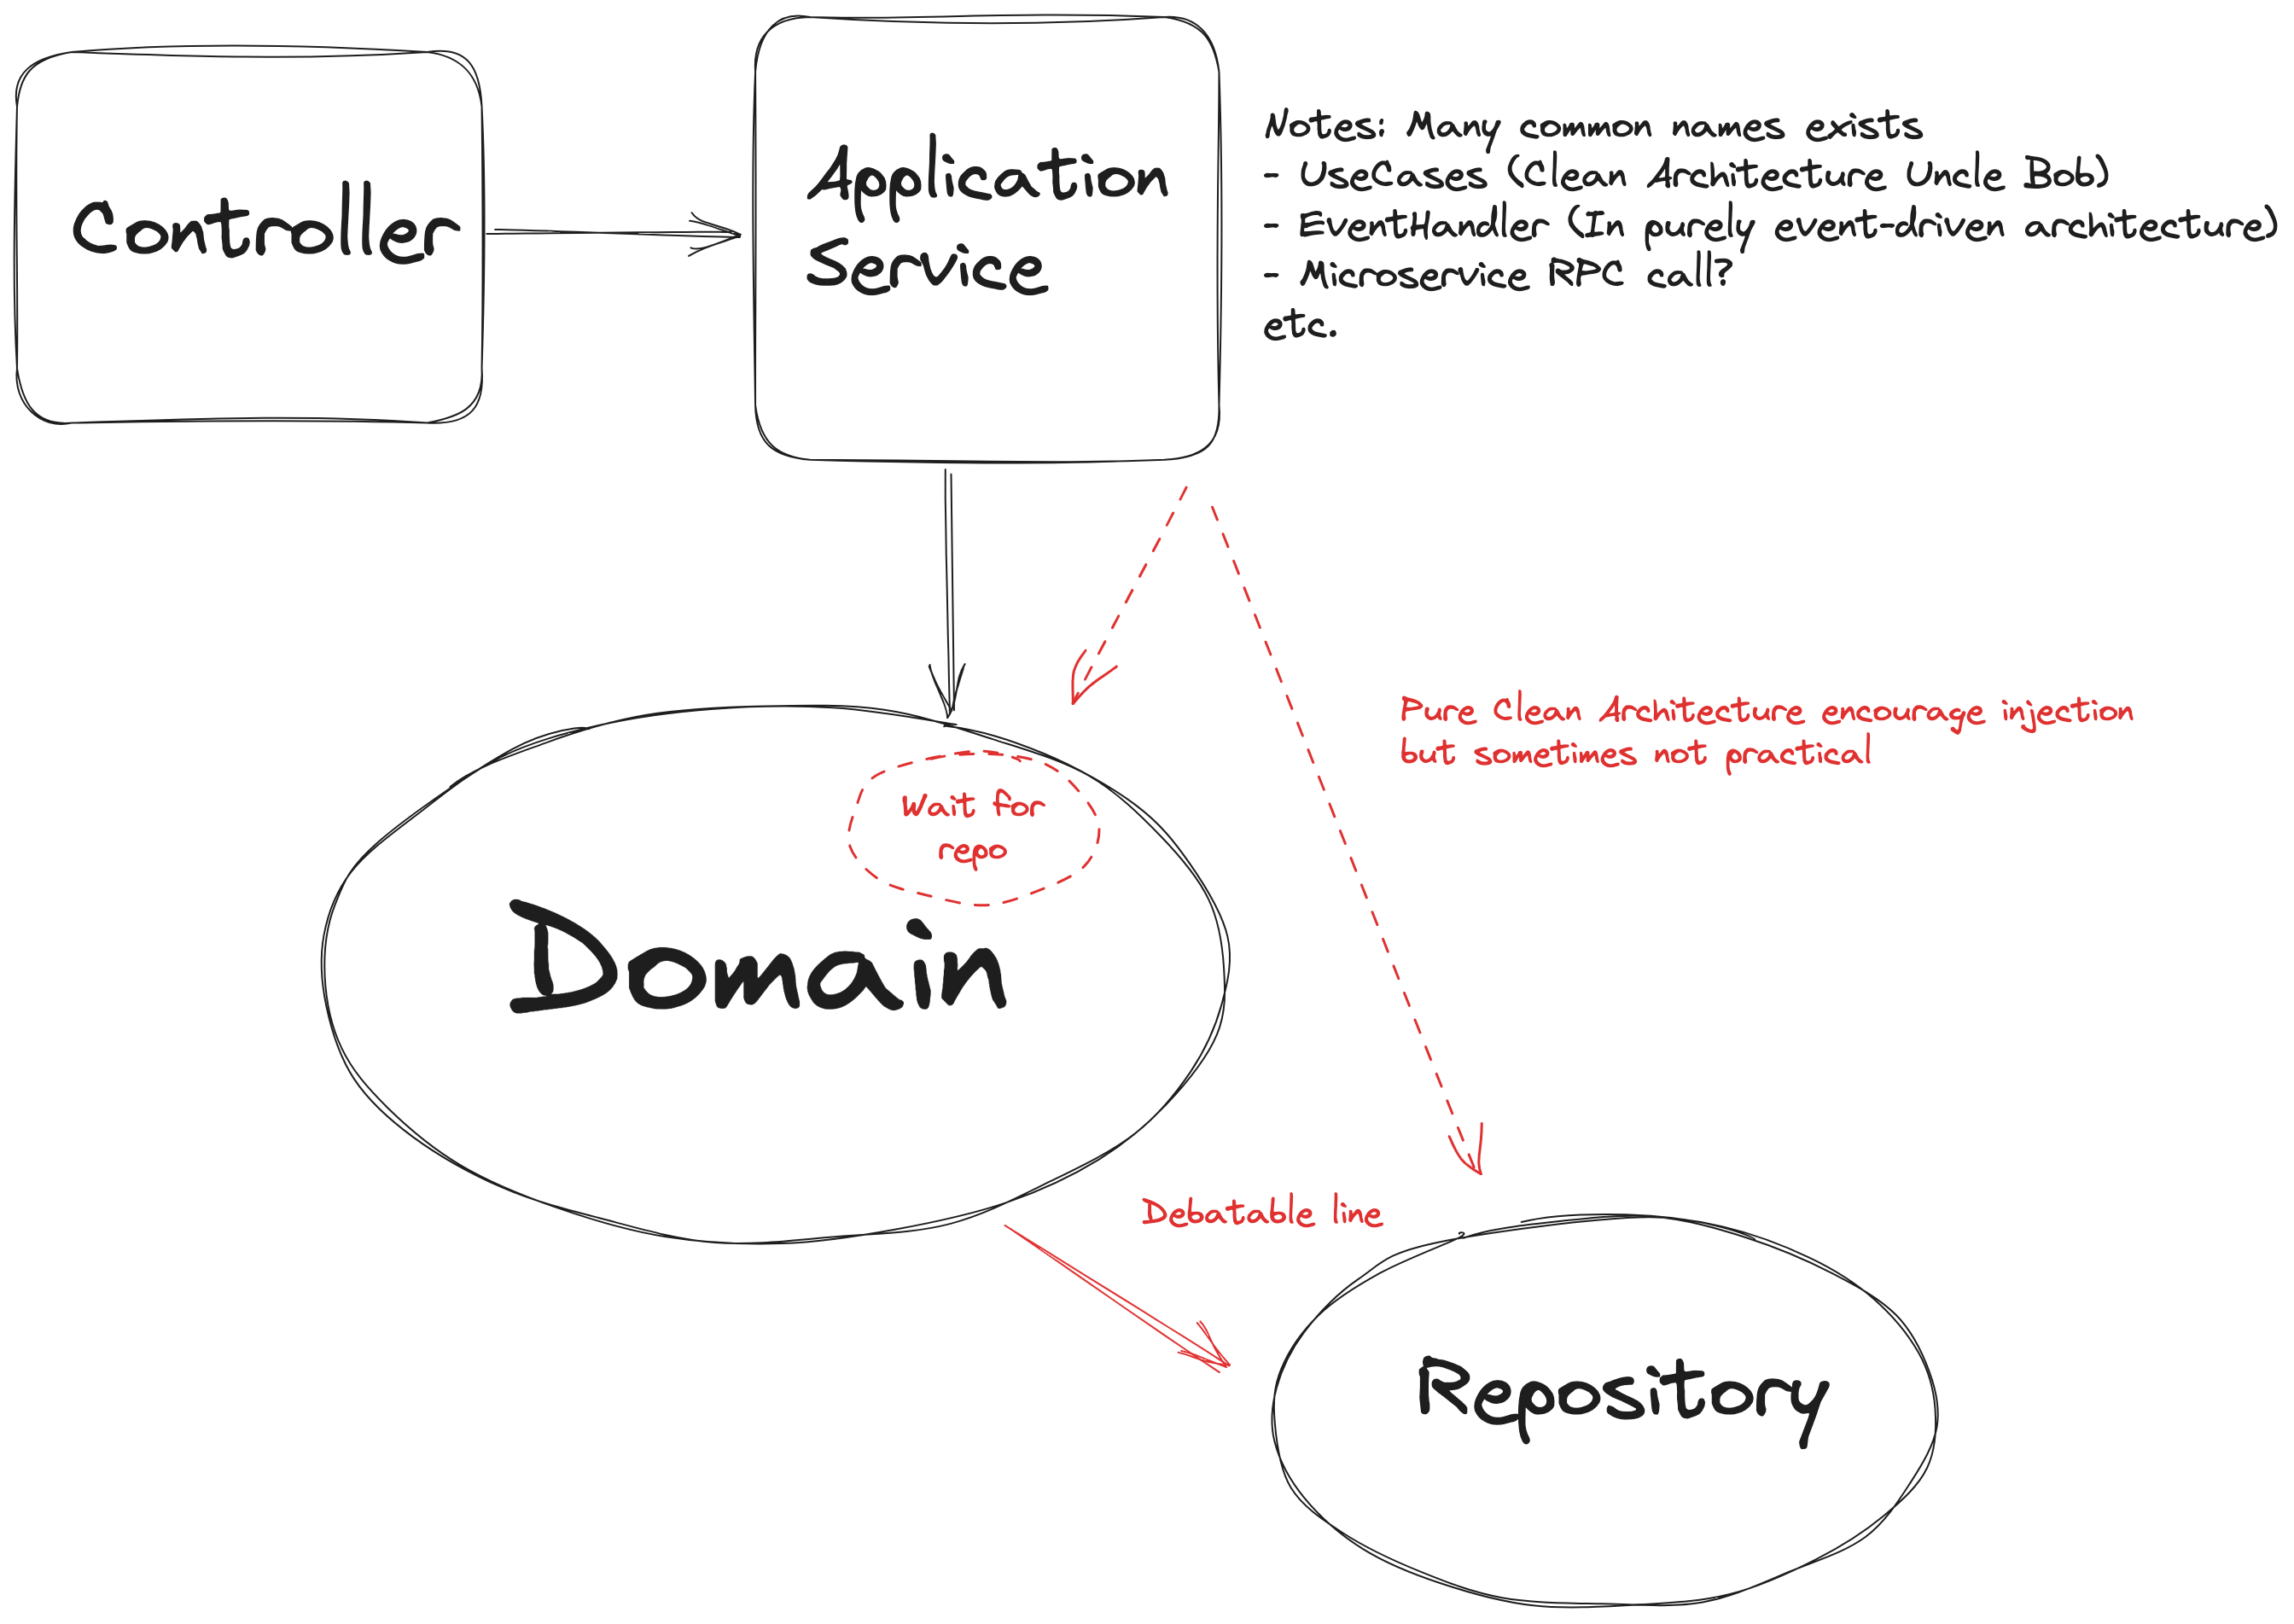 Controller
Application
Service
Notes: Many common names exists
- UseCases (Clean Architecture Uncle Bob)
- EventHandler (In purely event-driven architecture)
- Microservice RPC call?
etc.
Pure Clean Architecture encourage injection
but sometimes not practical
Wait for
repo
Domain
Debatable line
?
Repository